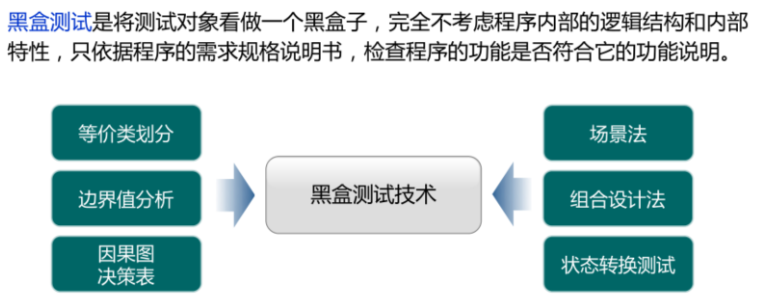 黑盒测试是将测试对象看做一个黑盒子，完全不考虑程序内部的逻辑结构和内部
特性，只依据程序的需求规格说明书，检查程序的功能是否符合它的功能说明。
等价类划分
边界值分析
因果图
决策表
黑盒测试技术
场景法
组合设计法
状态转换测试